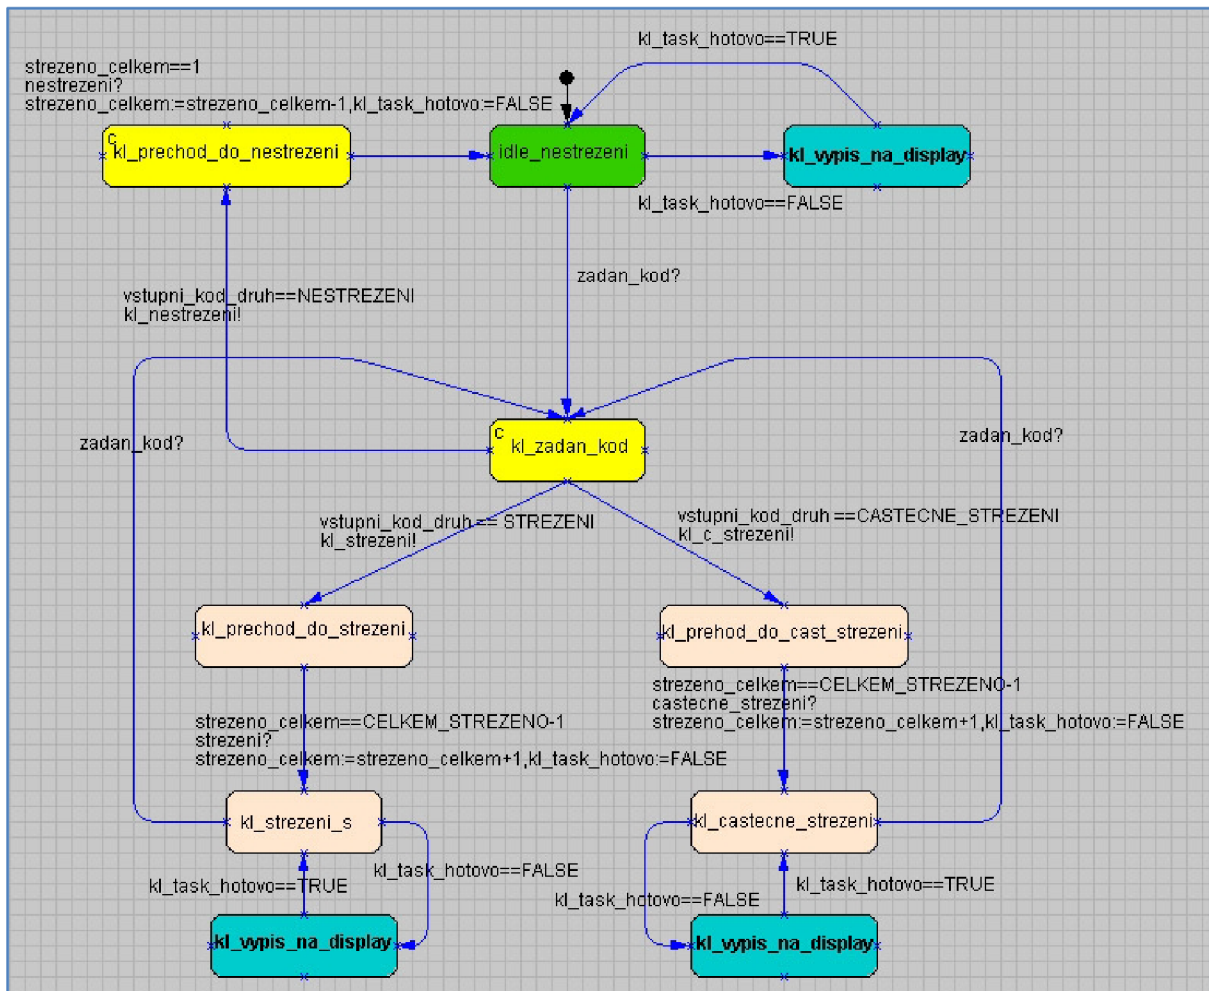 kl_task_hotovo==TRUE
strezeno_celkem==1
nestrezeni?
strezeno_celkem:=strezeno_celkem-1,kl_task_hotovo:=FALSE
C
kl_prechod_do_nestrezeni
idle_nestrezeni
kl_vypis_na_display
kl_task_hotovo==FALSE
zadan_kod?
vstupni_kod_druh==NESTREZENI
kl_nestrezeni!
zadan_kod?
zadan_kod?
C
kl_zadan_kod
vstupni_kod_druh == STREZENI
kl_strezeni!
vstupni_kod_druh ==CASTECNE_STREZENI
kl_c_strezeni!
kl_prechod_do_strezeni
kl_prehod_do_cast_strezeni
strezeno_celkem==CELKEM_STREZENO-1
castecne_strezeni?
strezeno_celkem:=strezeno_celkem+1,kl_task_hotovo:=FALSE
strezeno_celkem==CELKEM_STREZENO-1
strezeni?
strezeno_celkem:=strezeno_celkem+1,kl_task_hotovo:=FALSE
kl_strezeni_s
kl_castecne_strezeni
kl_task_hotovo==FALSE
kl_task_hotovo==TRUE
kl_task_hotovo==TRUE
kl_task_hotovo==FALSE
kl_vypis_na_display
kl_vypis_na_display